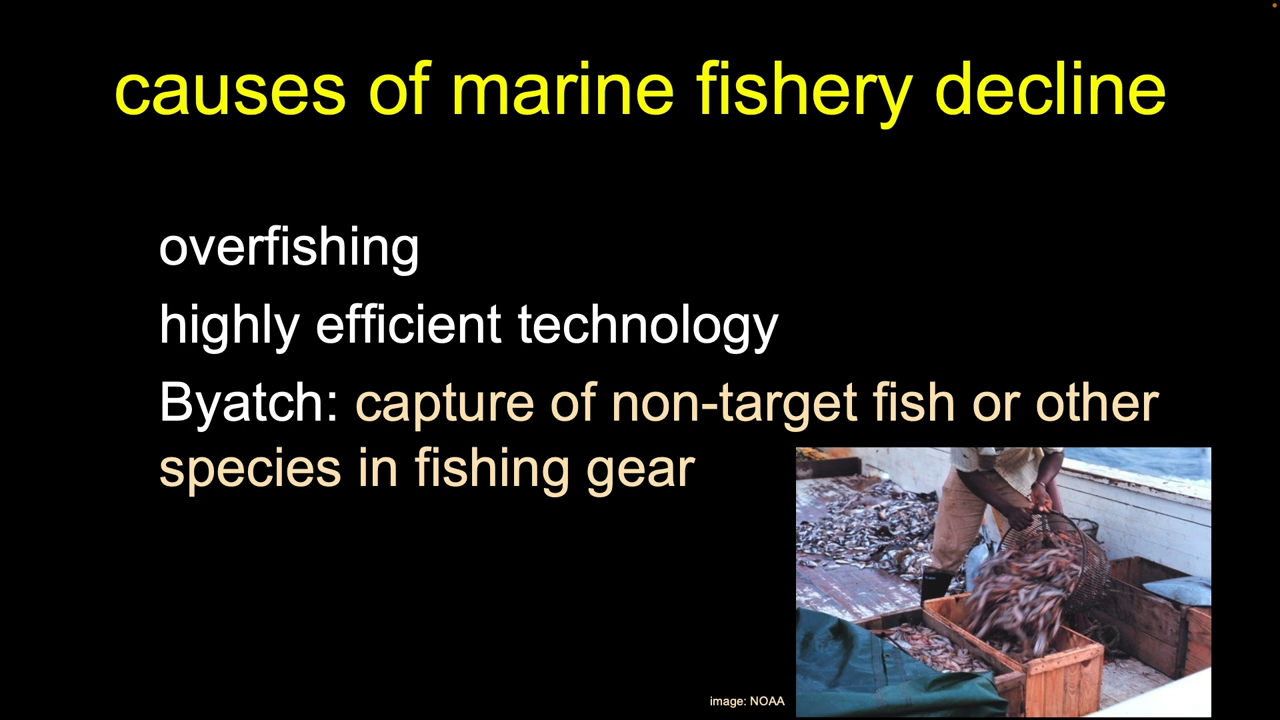 causes of marine fishery decline
overfishing
highly efficient technology
Byatch: capture of non-target fish or other
species in fishing gear
image: NOAA